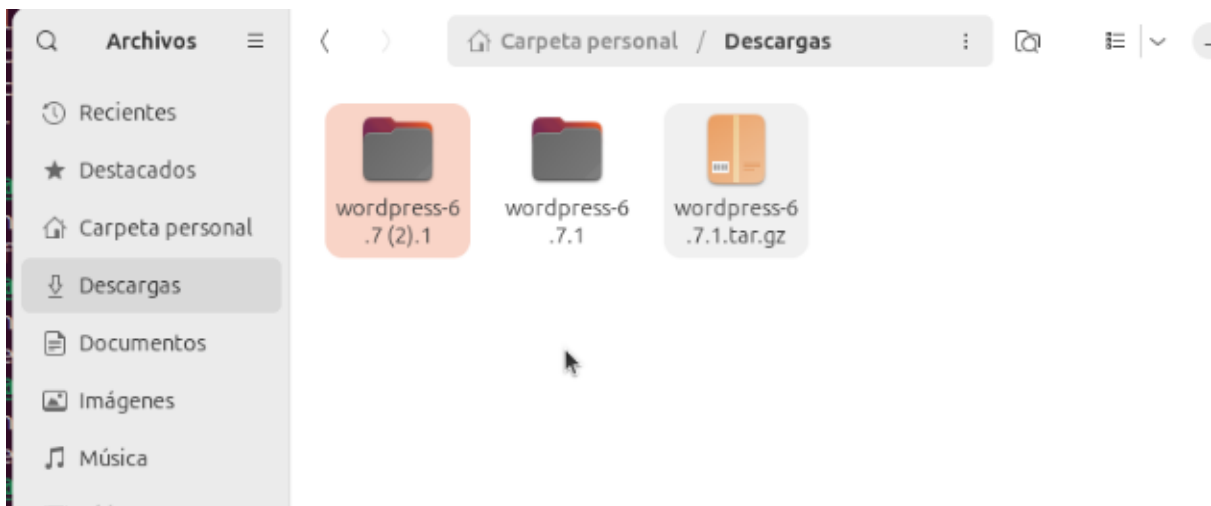 Archivos
Carpeta personal / Descargas
Recientes
Destacados
Carpeta personal
Descargas
Documentos
Imágenes
Música
wordpress-6
.7 (2).1
wordpress-6
.7.1
wordpress-6
.7.1.tar.gz